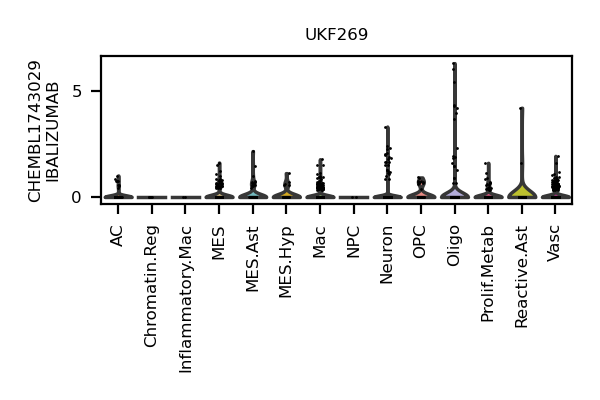 UKF269
CHEMBL1743029
IBALIZUMAB
5
0
AC
Chromatin.Reg
Inflammatory.Mac
MES
MES.Ast
MES.Hyp
Mac
NPC
Neuron
OPC
Oligo
Prolif.Metab
Reactive.Ast
Vasc